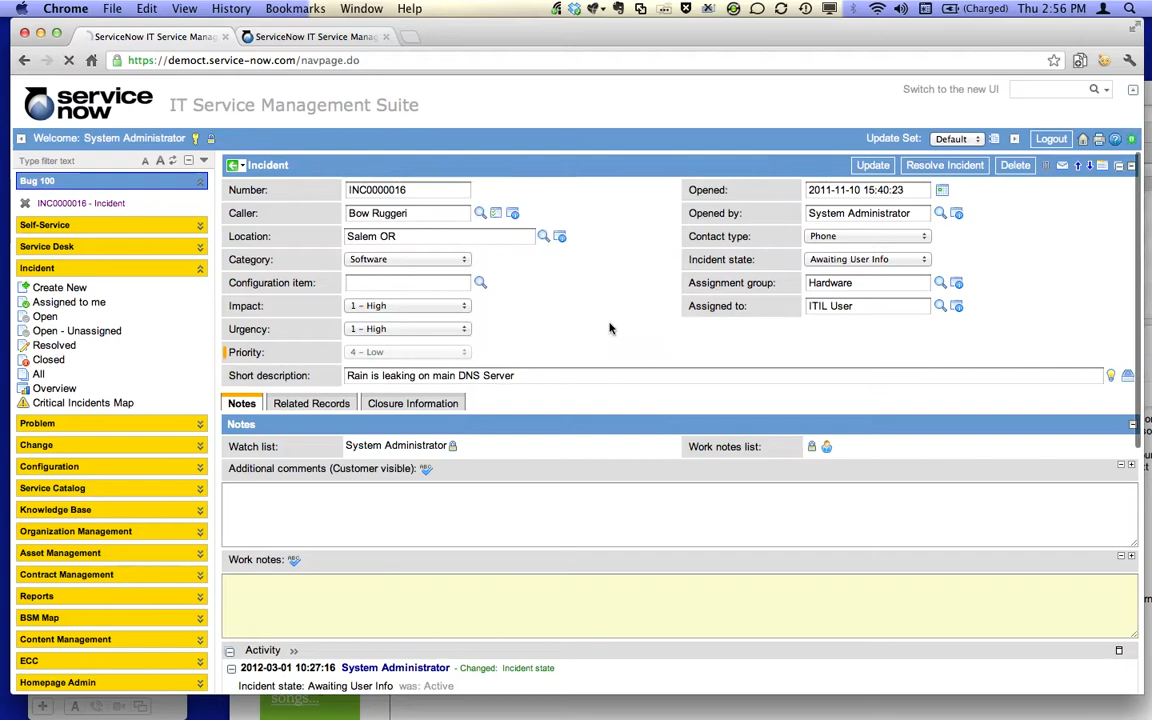 Chrome File Edit View History Bookmarks Window Help (Charged) Thu 2:56 PM
ServiceNow IT Service Manag ServiceNow IT Service Manag
https://democt.service-now.com/navpage.do
service now IT Service Management Suite Switch to the new UI
Welcome: System Administrator Update Set: Default Logout
Type filter text A A
Bug 100
INC0000016 - Incident
Self-Service
Service Desk
Incident
Create New
Assigned to me
Open
Open - Unassigned
Resolved
Closed
All
Overview
Critical Incidents Map
Problem
Change
Configuration
Service Catalog
Knowledge Base
Organization Management
Asset Management
Contract Management
Reports
BSM Map
Content Management
ECC
Homepage Admin
Incident Update Resolve Incident Delete
Number: INC0000016 Opened: 2011-11-10 15:40:23
Caller: Bow Ruggeri Opened by: System Administrator
Location: Salem OR Contact type: Phone
Category: Software Incident state: Awaiting User Info
Configuration item: Assignment group: Hardware
Impact: 1 - High Assigned to: ITIL User
Urgency: 1 - High
Priority: 4 - Low
Short description: Rain is leaking on main DNS Server
Notes Related Records Closure Information
Notes
Watch list: System Administrator Work notes list:
Additional comments (Customer visible): ABC
Work notes: ABC
Activity
2012-03-01 10:27:16 System Administrator - Changed: Incident state
Incident state: Awaiting User Info was: Active
songs...